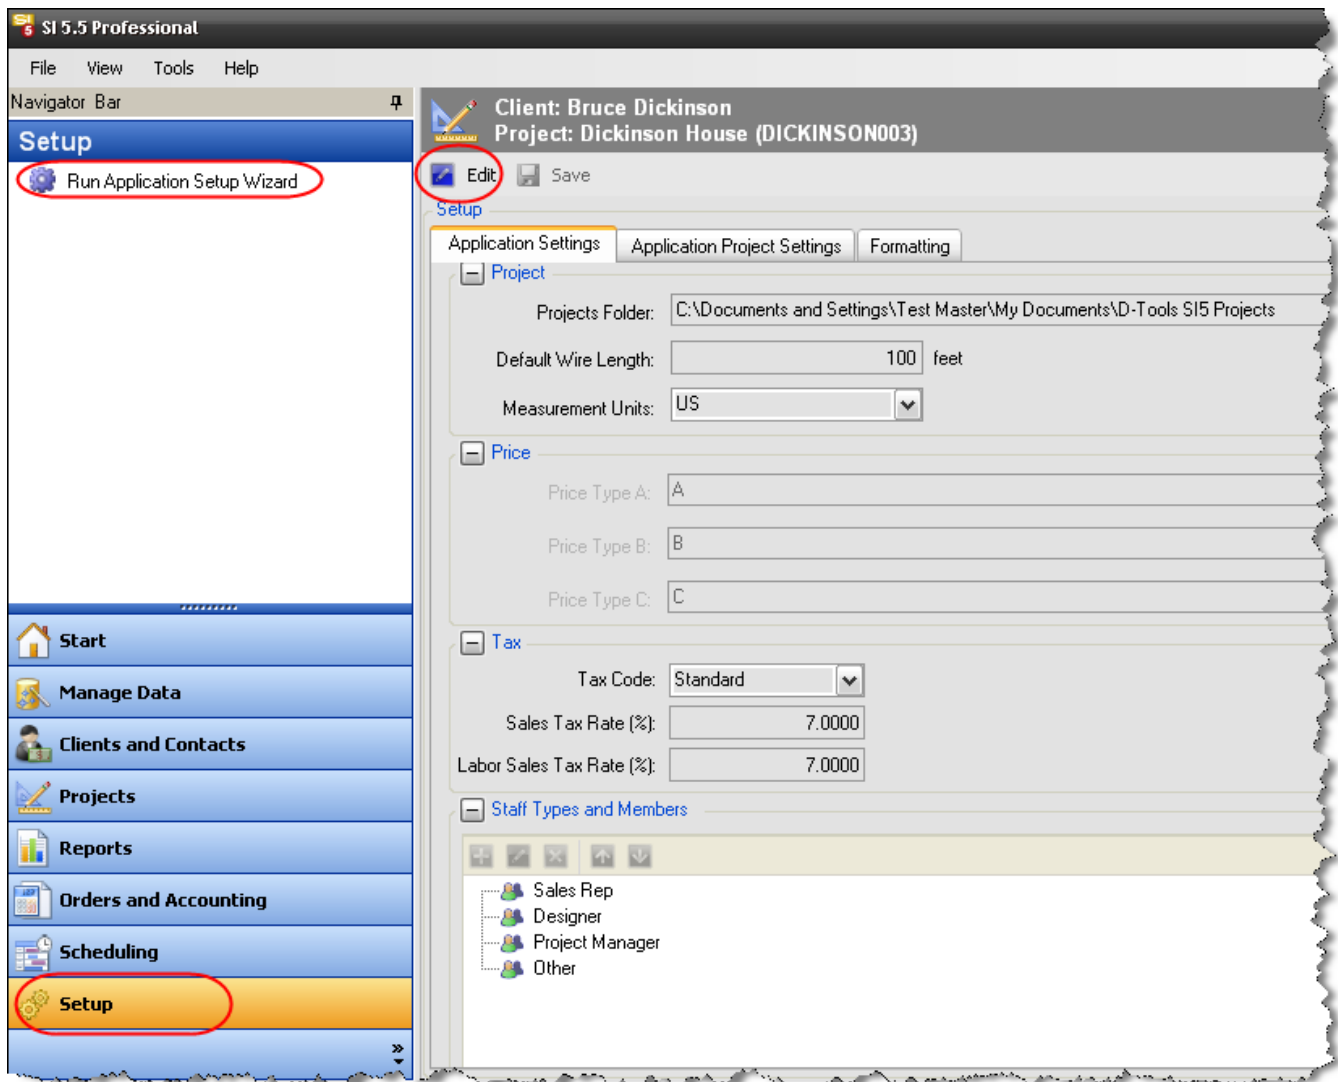 SI 5.5 Professional
File View Tools Help
Navigator Bar
Setup
Run Application Setup Wizard
Start
Manage Data
Clients and Contacts
Projects
Reports
Orders and Accounting
Scheduling
Setup
»
Client: Bruce Dickinson
Project: Dickinson House (DICKINSON003)
Edit Save
Setup
Application Settings Application Project Settings Formatting
Project
Projects Folder: C:\Documents and Settings\Test Master\My Documents\D-Tools SI5 Projects
Default Wire Length: 100 feet
Measurement Units: US
Price
Price Type A: A
Price Type B: B
Price Type C: C
Tax
Tax Code: Standard
Sales Tax Rate (%): 7.0000
Labor Sales Tax Rate (%): 7.0000
Staff Types and Members
Sales Rep
Designer
Project Manager
Other